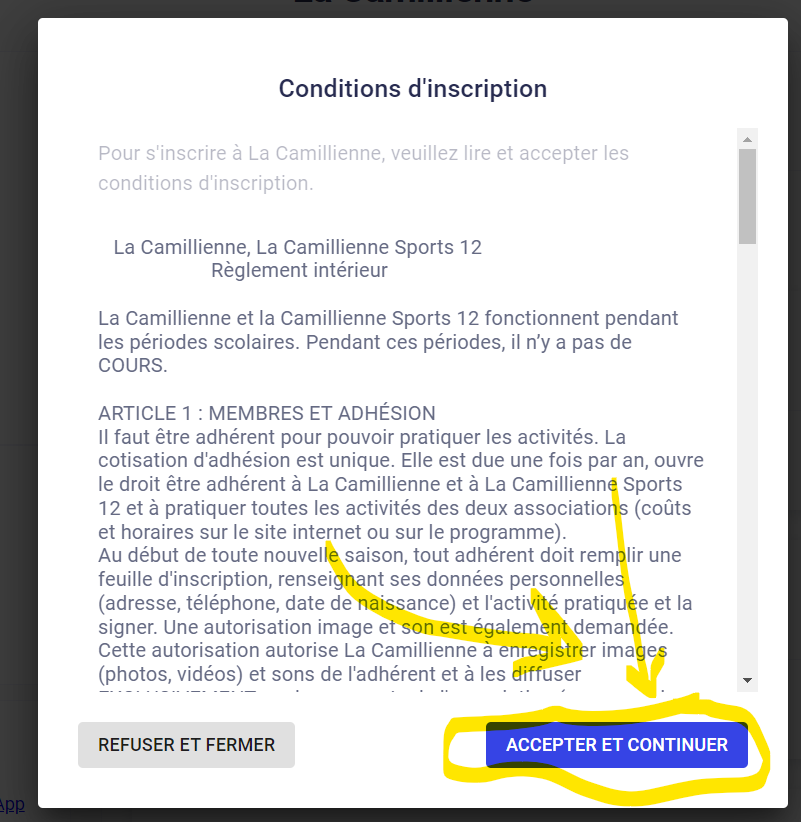 Conditions d'inscription
Pour s'inscrire à La Camillienne, veuillez lire et accepter les
conditions d'inscription.
La Camillienne, La Camillienne Sports 12
Règlement intérieur
La Camillienne et la Camillienne Sports 12 fonctionnent pendant
les périodes scolaires. Pendant ces périodes, il n’y a pas de
COURS.
ARTICLE 1 : MEMBRES ET ADHÉSION
Il faut être adhérent pour pouvoir pratiquer les activités. La
cotisation d'adhésion est unique. Elle est due une fois par an, ouvre
le droit être adhérent à La Camillienne et à La Camillienne Sports
12 et à pratiquer toutes les activités des deux associations (coûts
et horaires sur le site internet ou sur le programme).
Au début de toute nouvelle saison, tout adhérent doit remplir une
feuille d'inscription, renseignant ses données personnelles
(adresse, téléphone, date de naissance) et l'activité pratiquée et la
signer. Une autorisation image et son est également demandée.
Cette autorisation autorise La Camillienne à enregistrer images
(photos, vidéos) et sons de l'adhérent et à les diffuser
REFUSER ET FERMER
ACCEPTER ET CONTINUER
App